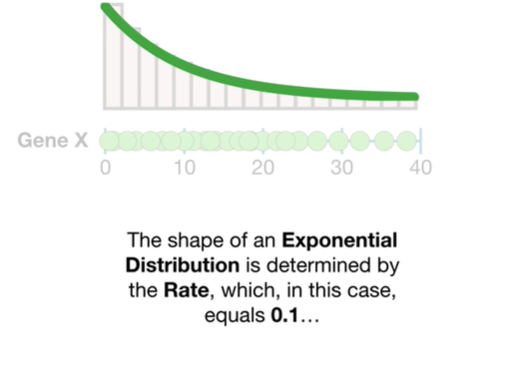 Gene X
0 10 20 30 40
The shape of an Exponential
Distribution is determined by
the Rate, which, in this case,
equals 0.1...